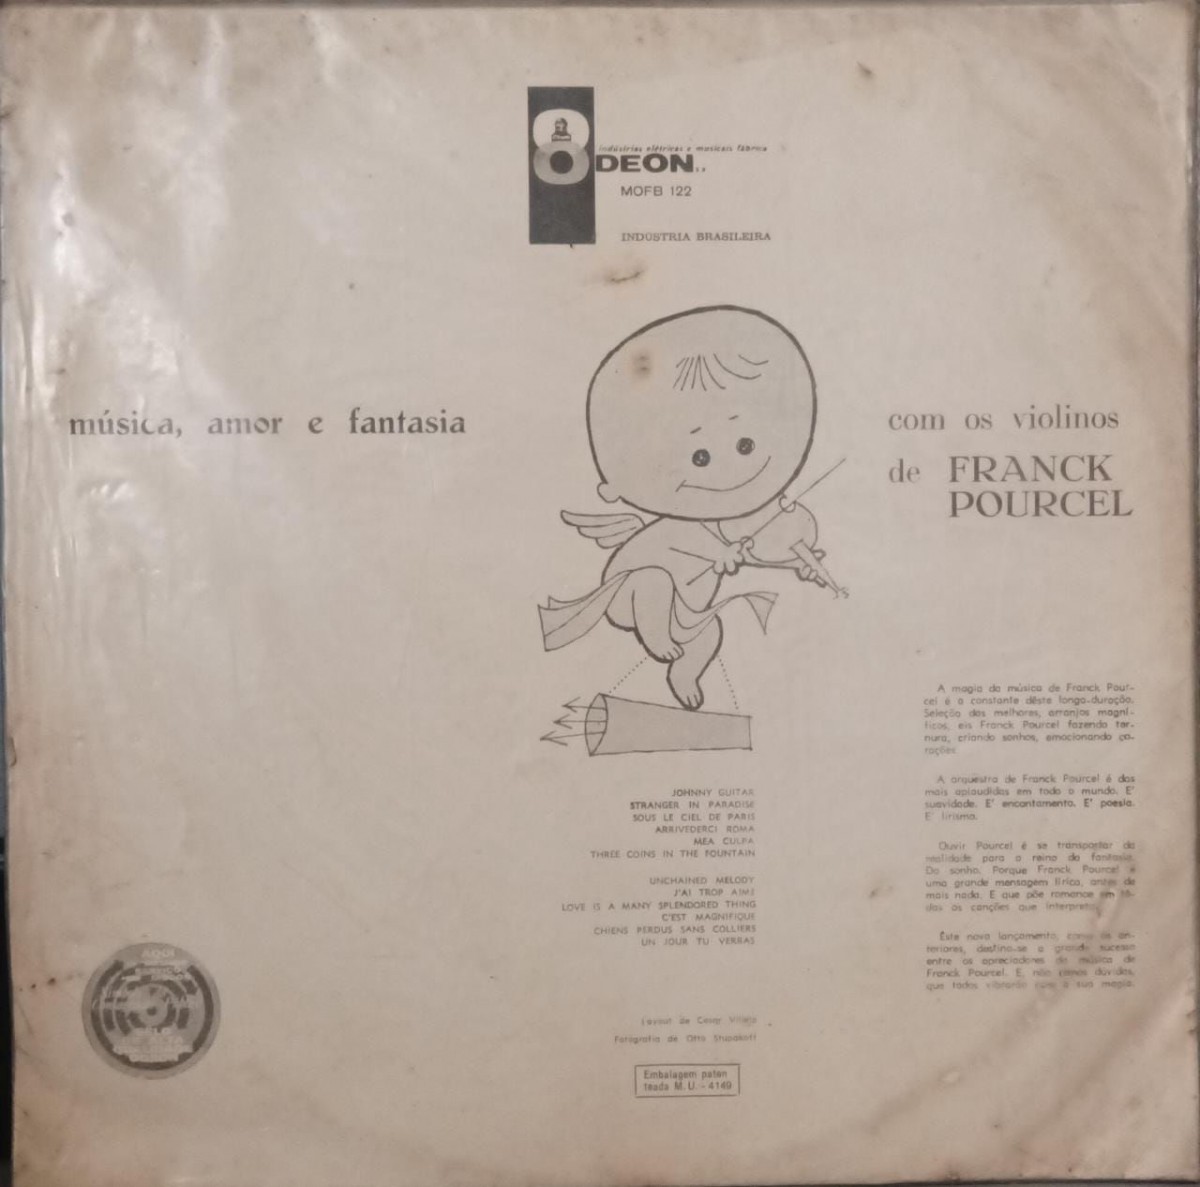 indústrias elétricas e musicais fábrica
ODEON S.A.
MOFB 122
INDÚSTRIA BRASILEIRA
música, amor e fantasia
com os violinos
de FRANCK
POURCEL
JOHNNY GUITAR
STRANGER IN PARADISE
SOUS LE CIEL DE PARIS
ARRIVEDERCI ROMA
MEA CULPA
THREE COINS IN THE FOUNTAIN
UNCHAINED MELODY
J'AI TROP AIMÉ
LOVE IS A MANY SPLENDORED THING
C'EST MAGNIFIQUE
CHIENS PERDUS SANS COLLIERS
UN JOUR TU VERRAS
A magia da música de Franck Pour-
cel é a constante dêste longa-duração.
Seleção das melhores, arranjos magní-
ficos, eis Franck Pourcel fazendo ter-
nura, criando sonhos, emocionando co-
rações.
A orquestra de Franck Pourcel é das
mais aplaudidas em todo o mundo. E'
suavidade. E' encantamento. E' poesia.
E' lirismo.
Ouvir Pourcel é se transportar da
realidade para o reino da fantasia.
Do sonho. Porque Franck Pourcel é
uma grande mensagem lírica, antes de
mais nada. E que põe romance em tô-
das as canções que interpreta.
Êste novo lançamento, como os an-
teriores, destina-se a grande sucesso
entre os apreciadores da música de
Franck Pourcel. E, não temos dúvidas,
que todos vibrarão com a sua magia.
Layout de Cesar Villela
Fotografia de Otto Stupakoff
Embalagem paten
teada M. U. - 4149